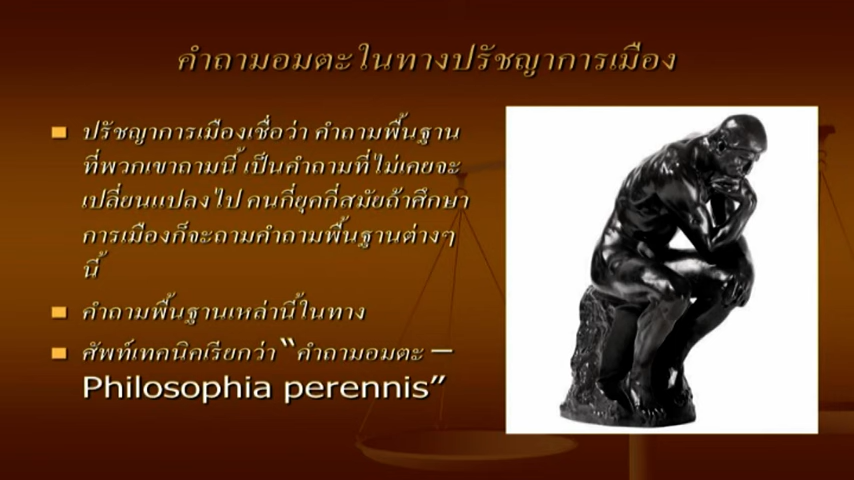 คำถามอมตะในทางปรัชญาการเมือง
ปรัชญาการเมืองเชื่อว่า คำถามพื้นฐาน
ที่พวกเขาถามนี้ เป็นคำถามที่ไม่เคยจะ
เปลี่ยนแปลงไป คนกี่ยุคกี่สมัยถ้าศึกษา
การเมืองก็จะถามคำถามพื้นฐานต่างๆ
นี้
คำถามพื้นฐานเหล่านี้ในทาง
ศัพท์เทคนิคเรียกว่า “คำถามอมตะ –
Philosophia perennis”